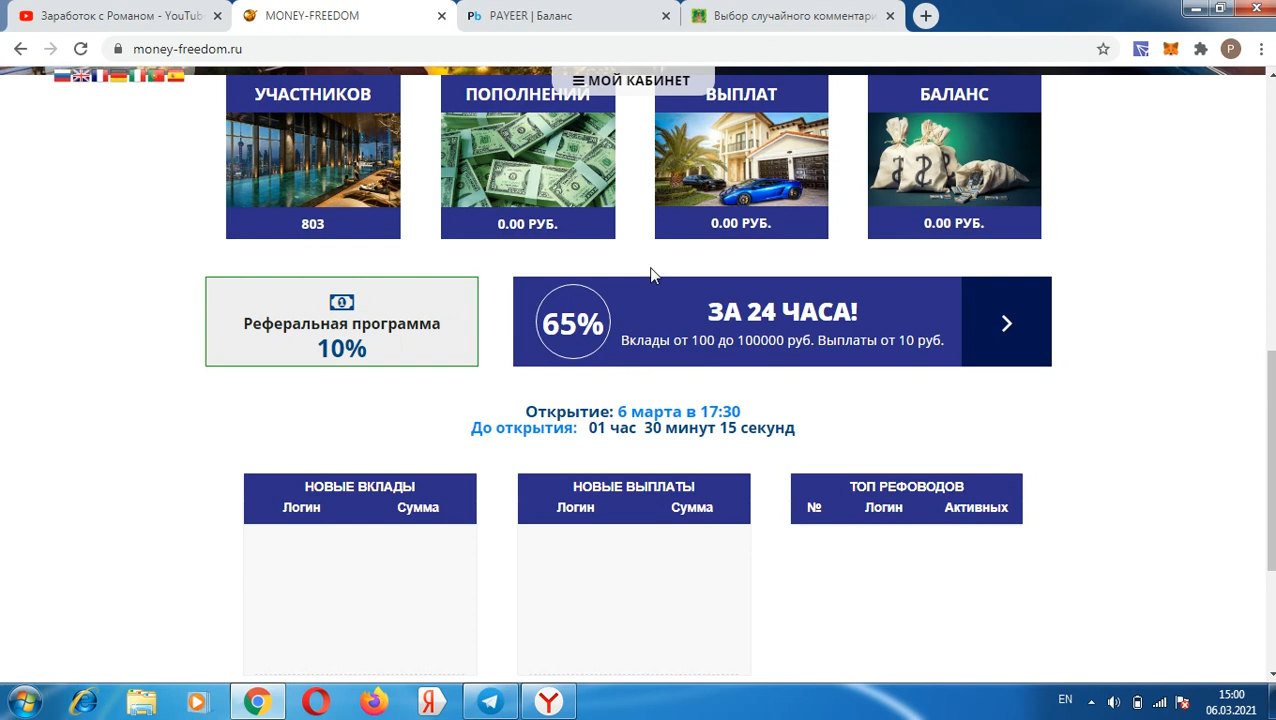 Заработок с Романом - YouTub
MONEY-FREEDOM
PAYEER | Баланс
Выбор случайного комментари
money-freedom.ru
P
МОЙ КАБИНЕТ
УЧАСТНИКОВ
ПОПОЛНЕНИЙ
ВЫПЛАТ
БАЛАНС
803
0.00 РУБ.
0.00 РУБ.
0.00 РУБ.
Реферальная программа
10%
65%
ЗА 24 ЧАСА!
Вклады от 100 до 100000 руб. Выплаты от 10 руб.
Открытие: 6 марта в 17:30
До открытия: 01 час 30 минут 15 секунд
НОВЫЕ ВКЛАДЫ
Логин Сумма
НОВЫЕ ВЫПЛАТЫ
Логин Сумма
ТОП РЕФОВОДОВ
№ Логин Активных
EN
15:00
06.03.2021